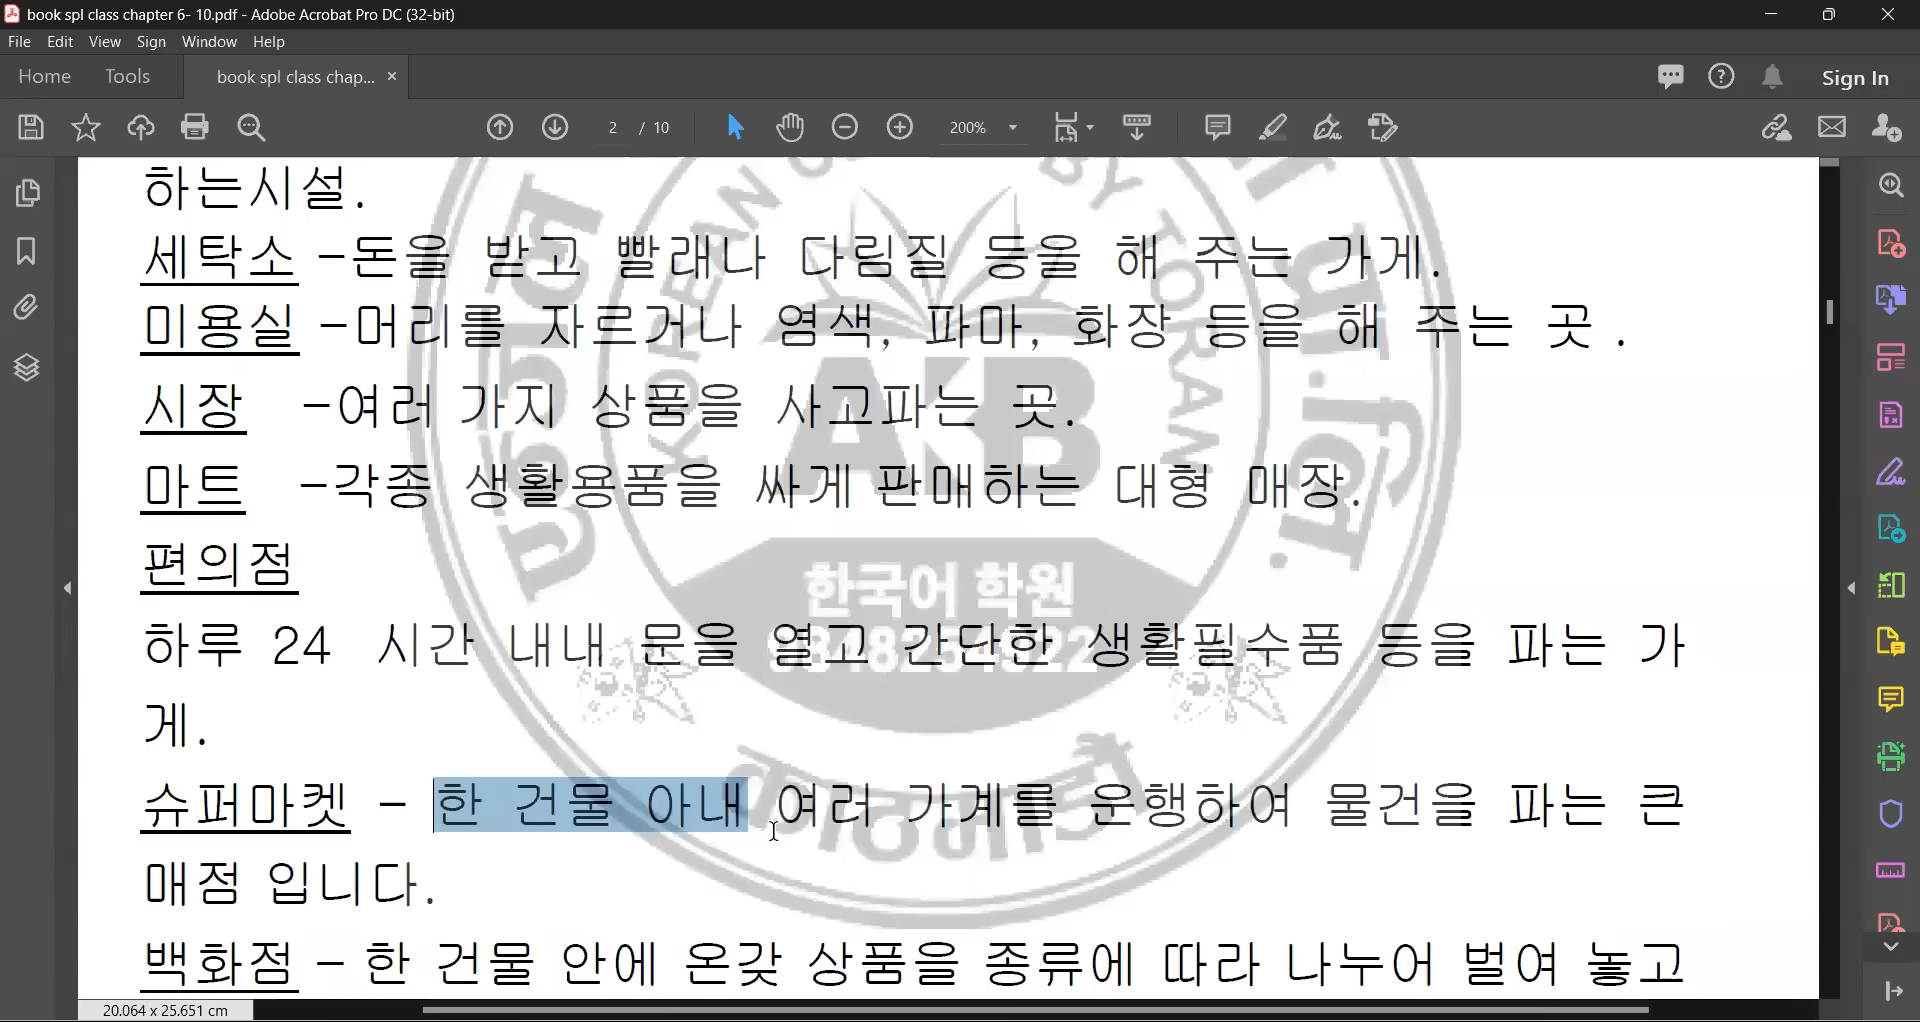 book spl class chapter 6- 10.pdf - Adobe Acrobat Pro DC (32-bit)
File Edit View Sign Window Help
Home Tools book spl class chap... × Sign In
2 / 10 200%
하는시설.
세탁소 -돈을 받고 빨래나 다림질 등을 해 주는 가게.
미용실 -머리를 자르거나 염색, 파마, 화장 등을 해 주는 곳 .
시장 -여러 가지 상품을 사고파는 곳.
마트 -각종 생활용품을 싸게 판매하는 대형 매장.
편의점
하루 24 시간 내내 문을 열고 간단한 생활필수품 등을 파는 가
게.
슈퍼마켓 - 한 건물 아내 여러 가계를 운행하여 물건을 파는 큰
매점 입니다.
백화점 - 한 건물 안에 온갖 상품을 종류에 따라 나누어 벌여 놓고
KOREAN
BY TORAN
AKB
한국어 학원
काठमाडौं
20.064 x 25.651 cm